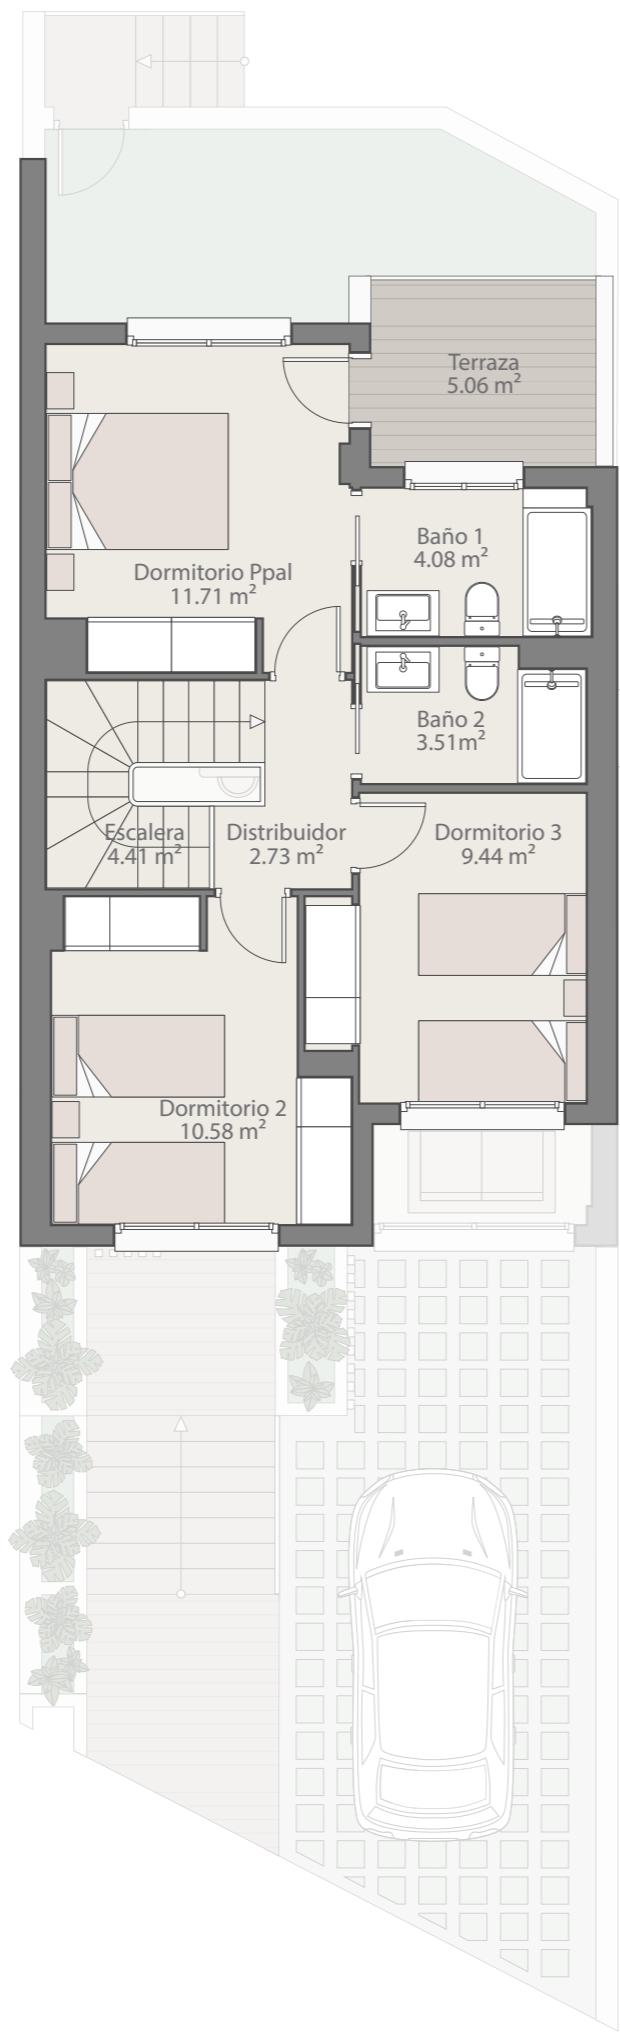 Terraza
5.06 m²
Baño 1
4.08 m²
Dormitorio Ppal
11.71 m²
Baño 2
3.51m²
Escalera
4.41 m²
Distribuidor
2.73 m²
Dormitorio 3
9.44 m²
Dormitorio 2
10.58 m²